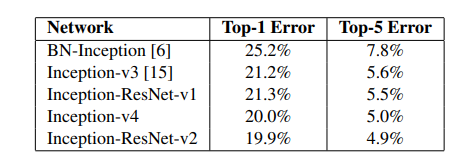 Network Top-1 Error Top-5 Error
BN-Inception [6] 25.2% 7.8%
Inception-v3 [15] 21.2% 5.6%
Inception-ResNet-v1 21.3% 5.5%
Inception-v4 20.0% 5.0%
Inception-ResNet-v2 19.9% 4.9%